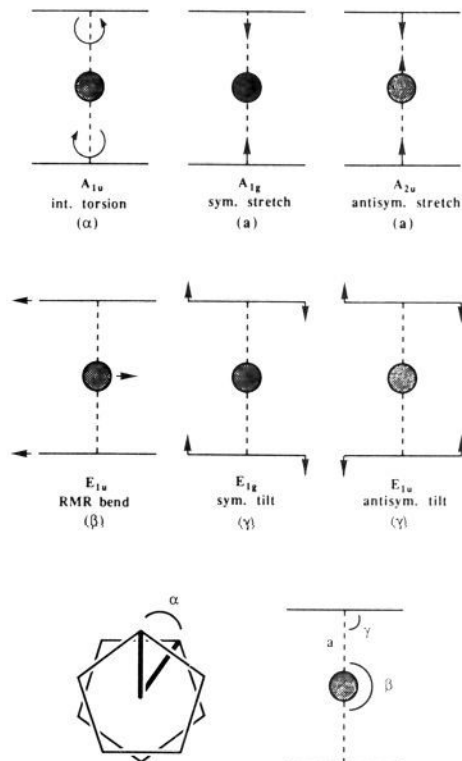 A1u
int. torsion
(α)
A1g
sym. stretch
(a)
A2u
antisym. stretch
(a)
E1u
RMR bend
(β)
E1g
sym. tilt
(γ)
E1u
antisym. tilt
(γ)
α
γ
a
β